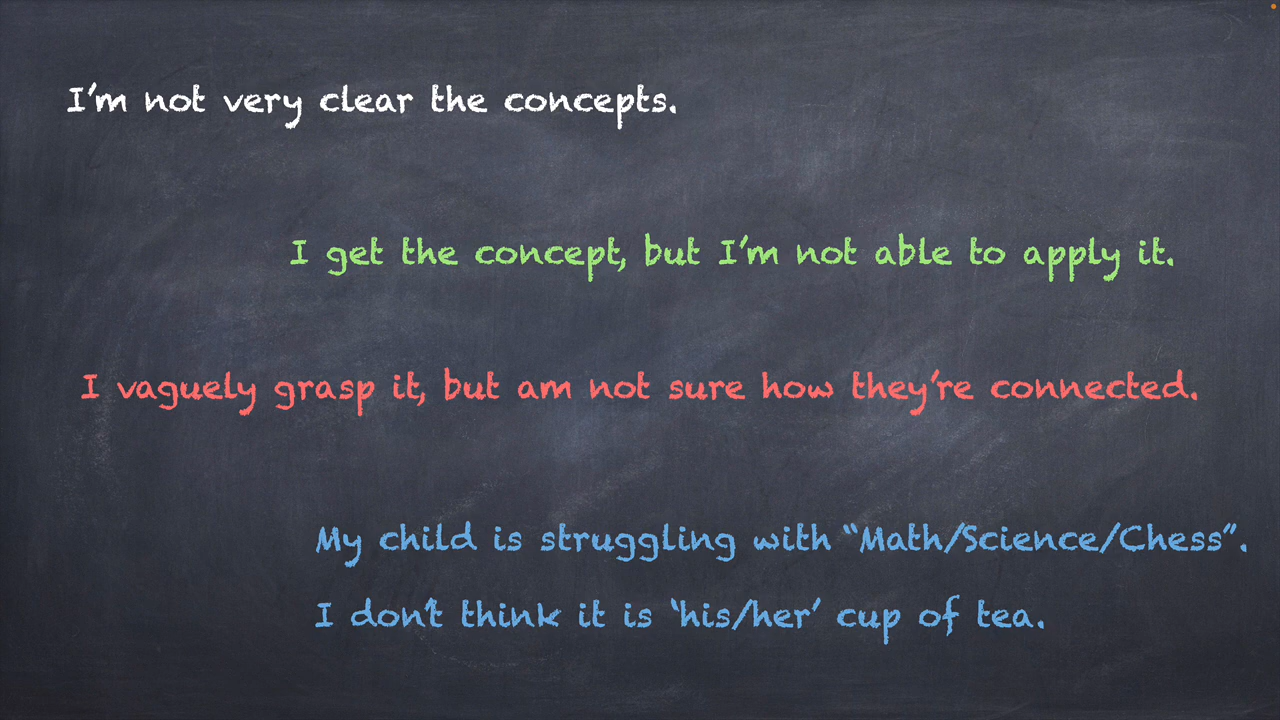 I'm not very clear the concepts.
I get the concept, but I'm not able to apply it.
I vaguely grasp it, but am not sure how they're connected.
My child is struggling with “Math/Science/Chess”.
I don't think it is ‘his/her’ cup of tea.